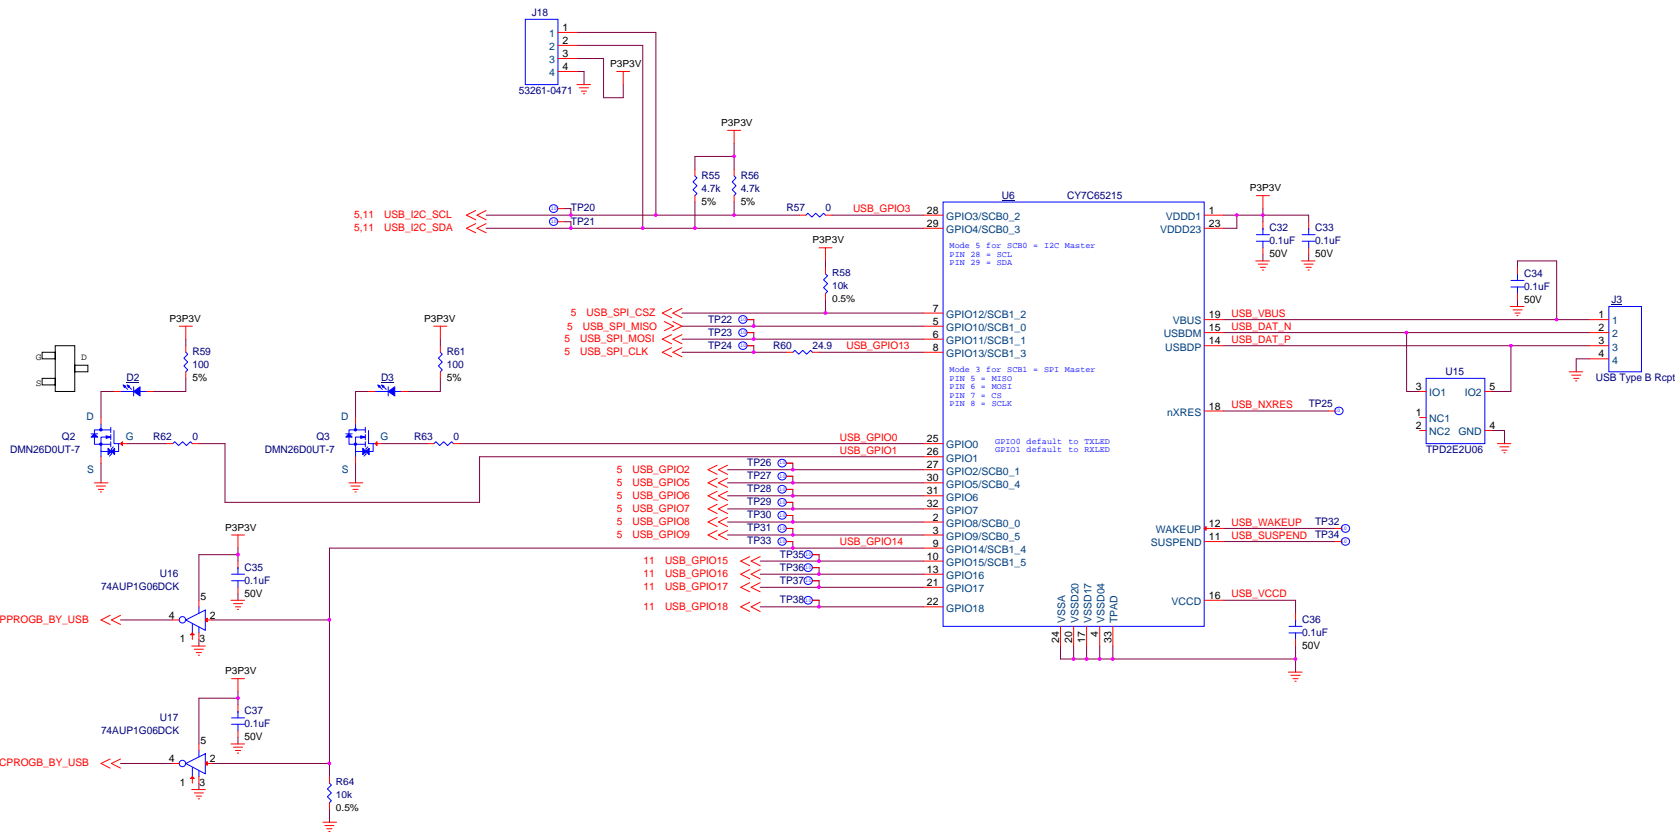 J18
1 1
2 2
3 3
4 4
P3P3V
53261-0471
P3P3V
R55
4.7k
5%
R56
4.7k
5%
5,11 USB_I2C_SCL
TP20
R57 0
USB_GPIO3
5,11 USB_I2C_SDA
TP21
U6 CY7C65215
28 GPIO3/SCB0_2
29 GPIO4/SCB0_3
Mode 5 for SCB0 = I2C Master
PIN 28 = SCL
PIN 29 = SDA
VDDD1 1
VDDD23 23
P3P3V
C32
0.1uF
50V
C33
0.1uF
50V
P3P3V
R58
10k
0.5%
5 USB_SPI_CSZ
5 USB_SPI_MISO TP22
5 USB_SPI_MOSI TP23
5 USB_SPI_CLK TP24 R60 24.9 USB_GPIO13
7 GPIO12/SCB1_2
5 GPIO10/SCB1_0
6 GPIO11/SCB1_1
8 GPIO13/SCB1_3
Mode 3 for SCB1 = SPI Master
PIN 5 = MISO
PIN 6 = MOSI
PIN 7 = CS
PIN 8 = SCLK
VBUS 19 USB_VBUS
USBDM 15 USB_DAT_N
USBDP 14 USB_DAT_P
C34
0.1uF
50V
J3
1 1
2 2
3 3
4 4
USB Type B Rcpt
U15
3 IO1 IO2 5
1 NC1
2 NC2 GND 4
TPD2E2U06
nXRES 18 USB_NXRES TP25
G D
S
P3P3V
R59
100
5%
D2
D
Q2
DMN26D0UT-7
G
S
R62 0
P3P3V
R61
100
5%
D3
D
Q3
DMN26D0UT-7
G
S
R63 0
USB_GPIO0 25 GPIO0
USB_GPIO1 26 GPIO1
GPIO0 default to TXLED
GPIO1 default to RXLED
5 USB_GPIO2 TP26 27 GPIO2/SCB0_1
5 USB_GPIO5 TP27 30 GPIO5/SCB0_4
5 USB_GPIO6 TP28 31 GPIO6
5 USB_GPIO7 TP29 32 GPIO7
5 USB_GPIO8 TP30 2 GPIO8/SCB0_0
5 USB_GPIO9 TP31 3 GPIO9/SCB0_5
TP33 USB_GPIO14 9 GPIO14/SCB1_4
11 USB_GPIO15 TP35 10 GPIO15/SCB1_5
11 USB_GPIO16 TP36 13 GPIO16
11 USB_GPIO17 TP37 21 GPIO17
11 USB_GPIO18 TP38 22 GPIO18
WAKEUP 12 USB_WAKEUP TP32
SUSPEND 11 USB_SUSPEND TP34
VCCD 16 USB_VCCD
C36
0.1uF
50V
VSSA 24
VSSD20 20
VSSD17 17
VSSD04 4
TPAD 33
P3P3V
U16
74AUP1G06DCK
C35
0.1uF
50V
5
4 2
1 3
PPROGB_BY_USB
P3P3V
U17
74AUP1G06DCK
C37
0.1uF
50V
5
4 2
1 3
CPROGB_BY_USB
R64
10k
0.5%